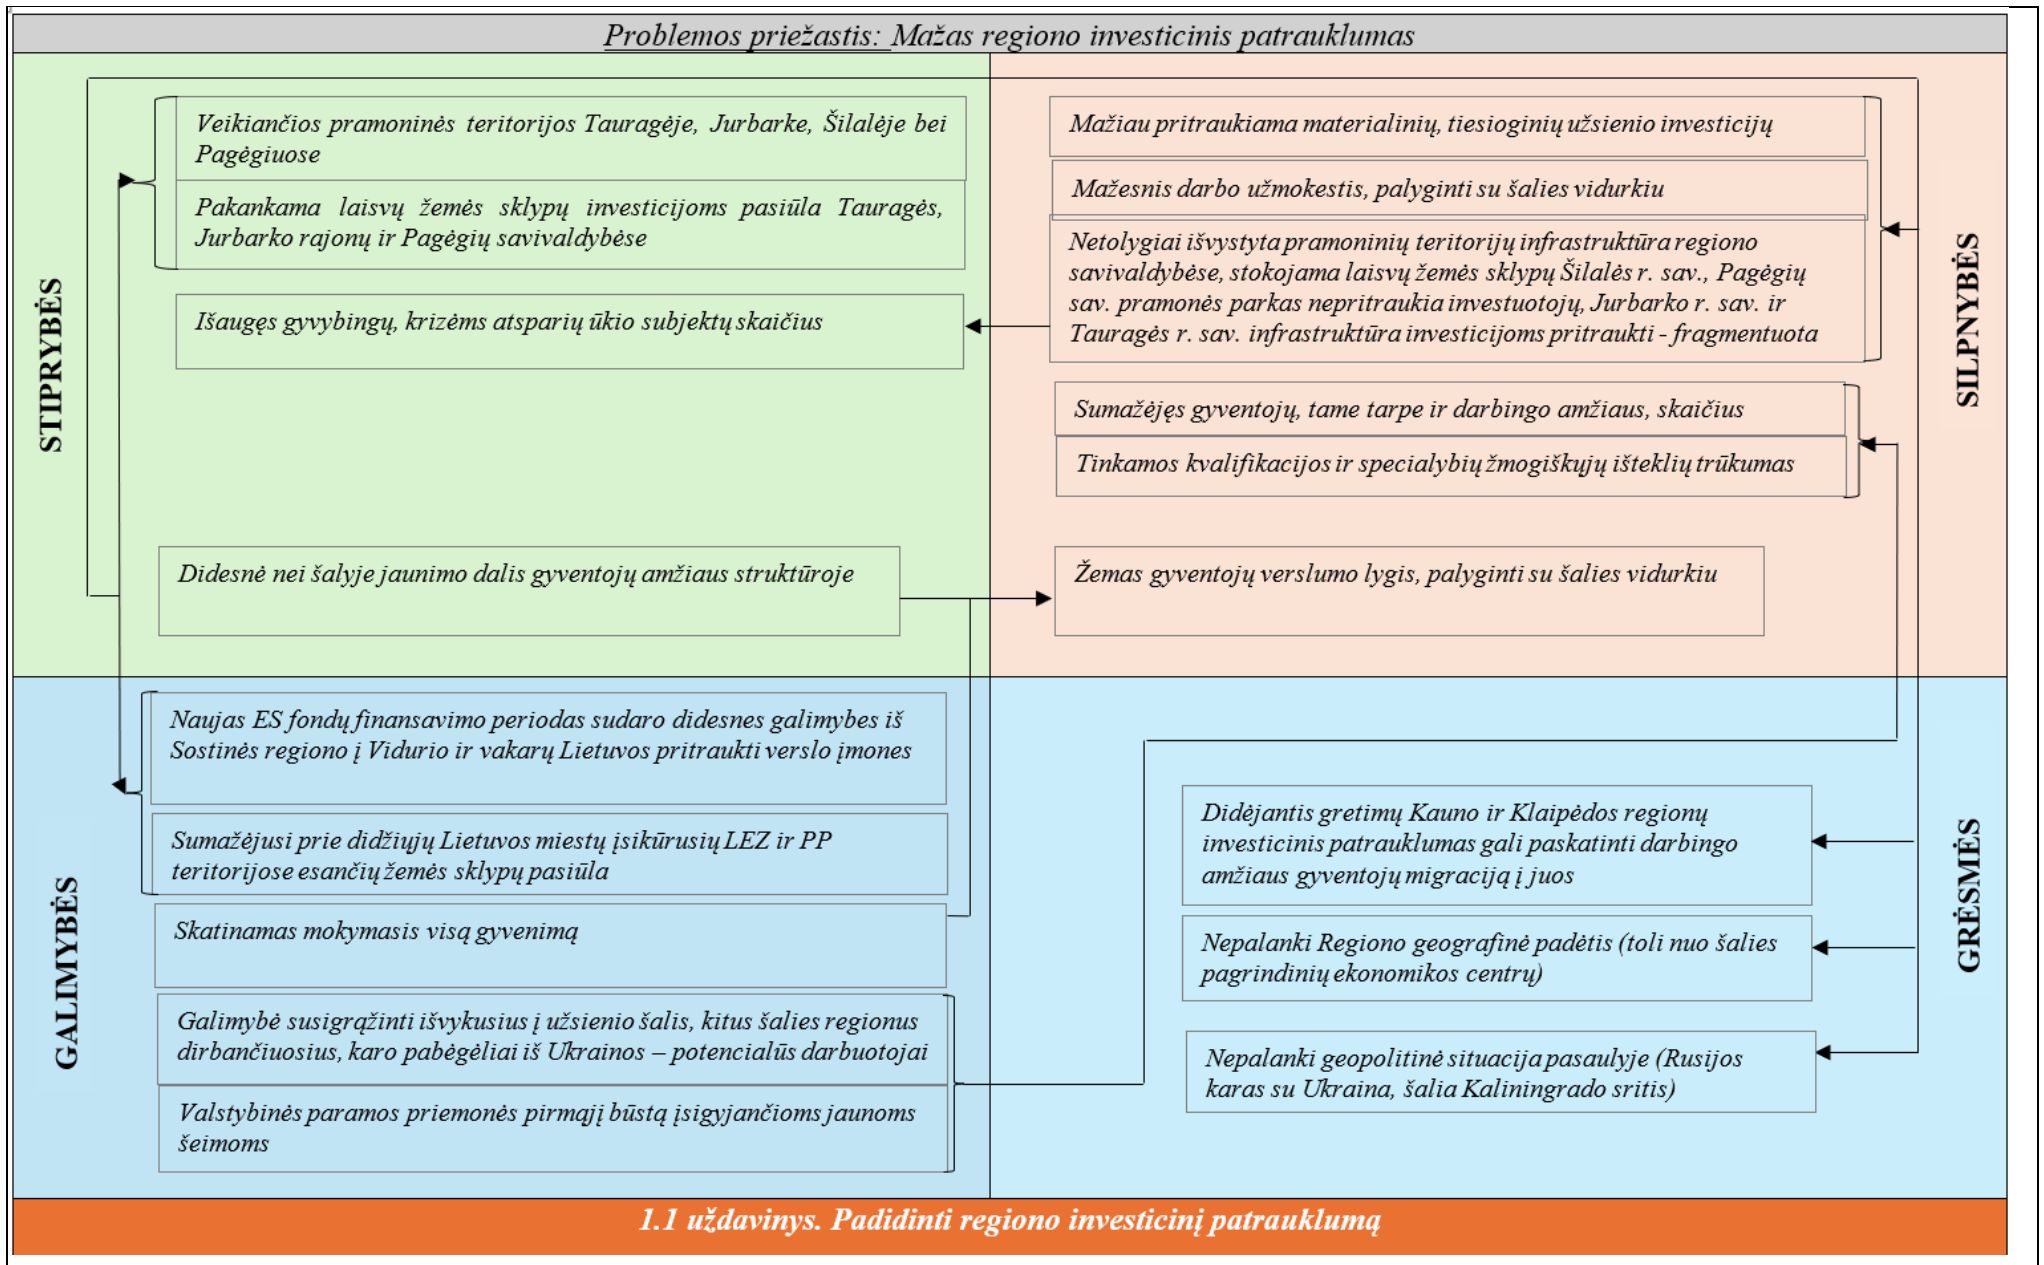 Problemos priežastis: Mažas regiono investicinis patrauklumas
STIPRYBĖS
Veikiančios pramoninės teritorijos Tauragėje, Jurbarke, Šilalėje bei
Pagėgiuose
Pakankama laisvų žemės sklypų investicijoms pasiūla Tauragės,
Jurbarko rajonų ir Pagėgių savivaldybėse
Išaugęs gyvybingų, krizėms atsparių ūkio subjektų skaičius
Didesnė nei šalyje jaunimo dalis gyventojų amžiaus struktūroje
SILPNYBĖS
Mažiau pritraukiama materialinių, tiesioginių užsienio investicijų
Mažesnis darbo užmokestis, palyginti su šalies vidurkiu
Netolygiai išvystyta pramoninių teritorijų infrastruktūra regiono
savivaldybėse, stokojama laisvų žemės sklypų Šilalės r. sav., Pagėgių
sav. pramonės parkas nepritraukia investuotojų, Jurbarko r. sav. ir
Tauragės r. sav. infrastruktūra investicijoms pritraukti - fragmentuota
Sumažėjęs gyventojų, tame tarpe ir darbingo amžiaus, skaičius
Tinkamos kvalifikacijos ir specialybių žmogiškųjų išteklių trūkumas
Žemas gyventojų verslumo lygis, palyginti su šalies vidurkiu
GALIMYBĖS
Naujas ES fondų finansavimo periodas sudaro didesnes galimybes iš
Sostinės regiono į Vidurio ir vakarų Lietuvos pritraukti verslo įmones
Sumažėjusi prie didžiųjų Lietuvos miestų įsikūrusių LEZ ir PP
teritorijose esančių žemės sklypų pasiūla
Skatinamas mokymasis visą gyvenimą
Galimybė susigrąžinti išvykusius į užsienio šalis, kitus šalies regionus
dirbančiuosius, karo pabėgėliai iš Ukrainos – potencialūs darbuotojai
Valstybinės paramos priemonės pirmąjį būstą įsigyjančioms jaunoms
šeimoms
GRĖSMĖS
Didėjantis gretimų Kauno ir Klaipėdos regionų
investicinis patrauklumas gali paskatinti darbingo
amžiaus gyventojų migraciją į juos
Nepalanki Regiono geografinė padėtis (toli nuo šalies
pagrindinių ekonomikos centrų)
Nepalanki geopolitinė situacija pasaulyje (Rusijos
karas su Ukraina, šalia Kaliningrado sritis)
1.1 uždavinys. Padidinti regiono investicinį patrauklumą